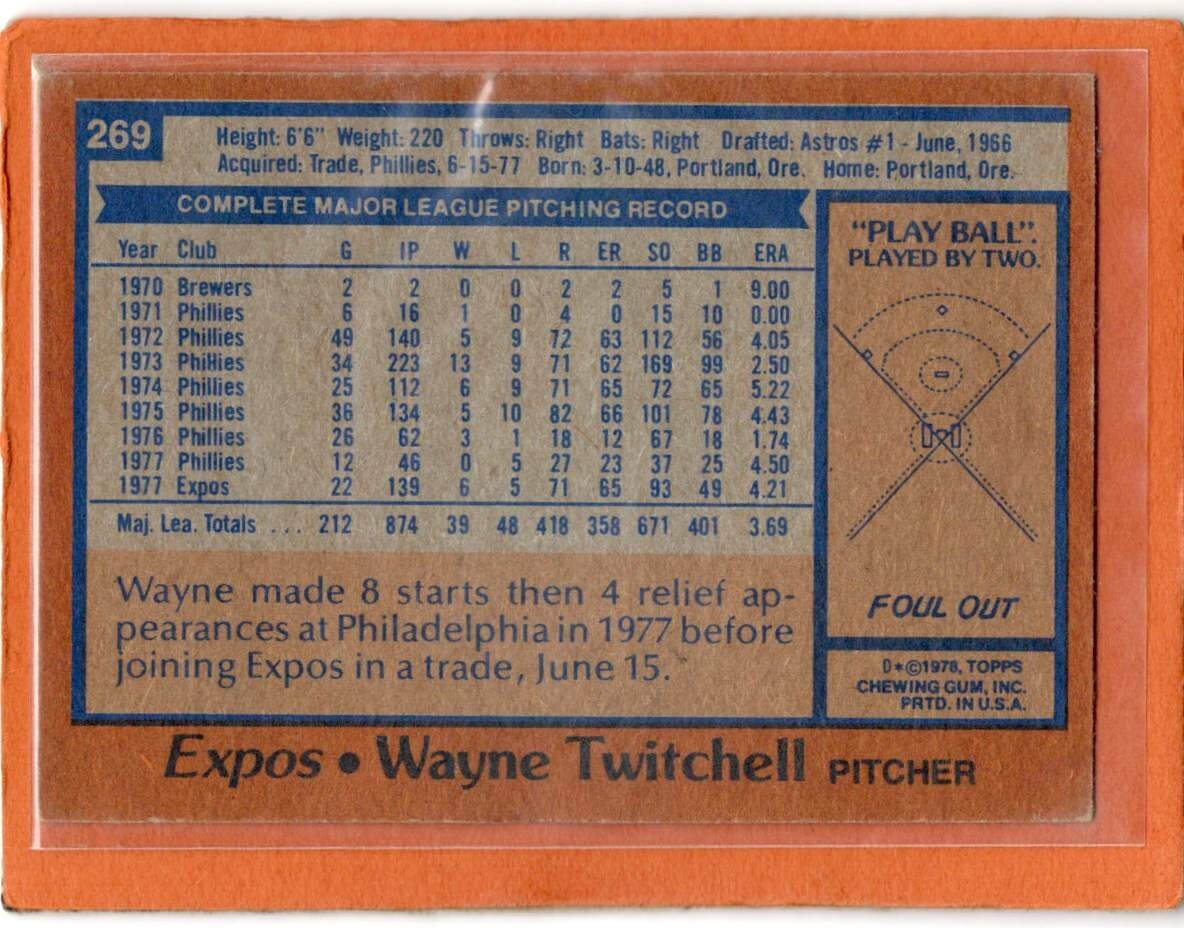 269
Height: 6'6" Weight: 220 Throws: Right Bats: Right Drafted: Astros #1 - June, 1966
Acquired: Trade, Phillies, 6-15-77 Born: 3-10-48, Portland, Ore. Home: Portland, Ore.
COMPLETE MAJOR LEAGUE PITCHING RECORD
Year Club G IP W L R ER SO BB ERA
1970 Brewers 2 2 0 0 2 2 5 1 9.00
1971 Phillies 6 16 1 0 4 0 15 10 0.00
1972 Phillies 49 140 5 9 72 63 112 56 4.05
1973 Phillies 34 223 13 9 71 62 169 99 2.50
1974 Phillies 25 112 6 9 71 65 72 65 5.22
1975 Phillies 36 134 5 10 82 66 101 78 4.43
1976 Phillies 26 62 3 1 18 12 67 18 1.74
1977 Phillies 12 46 0 5 27 23 37 25 4.50
1977 Expos 22 139 6 5 71 65 93 49 4.21
Maj. Lea. Totals ... 212 874 39 48 418 358 671 401 3.69
Wayne made 8 starts then 4 relief ap-
pearances at Philadelphia in 1977 before
joining Expos in a trade, June 15.
"PLAY BALL".
PLAYED BY TWO.
FOUL OUT
D*©1978, TOPPS
CHEWING GUM, INC.
PRTD. IN U.S.A.
Expos • Wayne Twitchell PITCHER